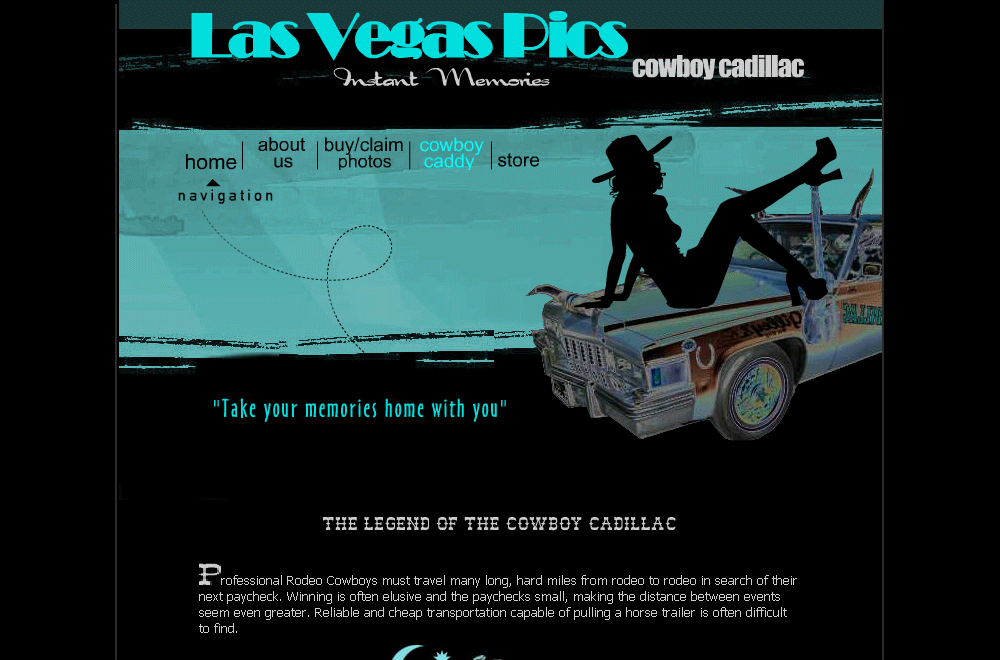 Las Vegas Pics
Instant Memories
cowboy cadillac
home
about us
buy/claim photos
cowboy caddy
store
navigation
"Take your memories home with you"
THE LEGEND OF THE COWBOY CADILLAC
Professional Rodeo Cowboys must travel many long, hard miles from rodeo to rodeo in search of their
next paycheck. Winning is often elusive and the paychecks small, making the distance between events
seem even greater. Reliable and cheap transportation capable of pulling a horse trailer is often difficult
to find.